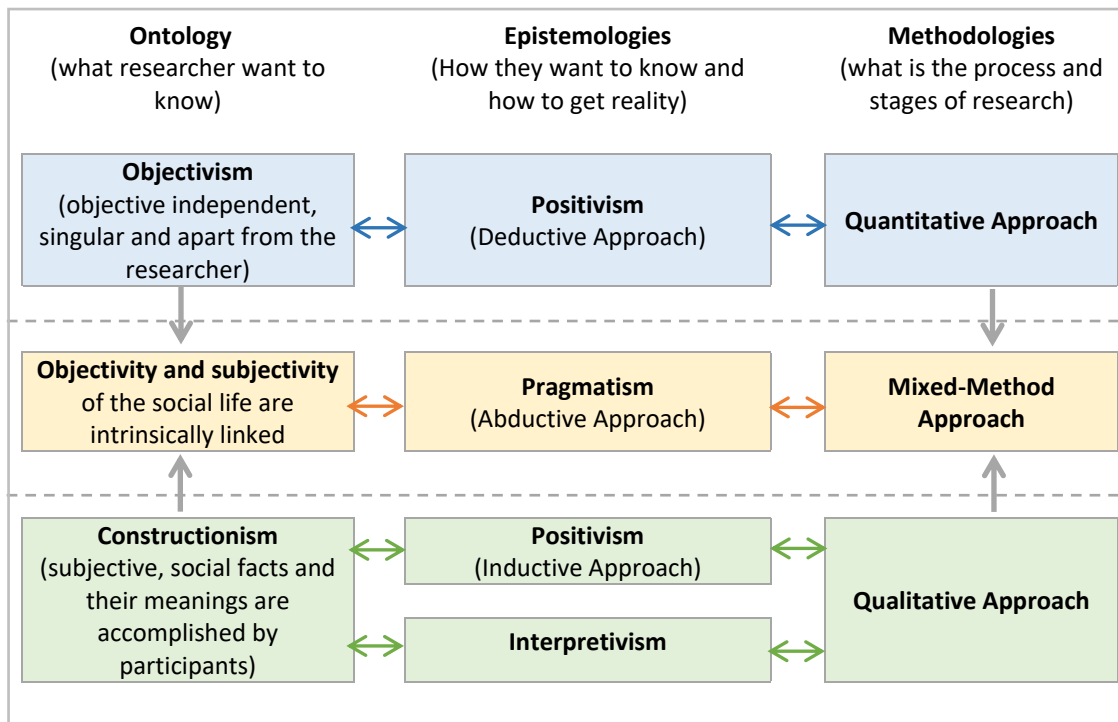 Ontology
(what researcher want to
know)
Epistemologies
(How they want to know and
how to get reality)
Methodologies
(what is the process and
stages of research)
Objectivism
(objective independent,
singular and apart from the
researcher)
Positivism
(Deductive Approach)
Quantitative Approach
Objectivity and subjectivity
of the social life are
intrinsically linked
Pragmatism
(Abductive Approach)
Mixed-Method
Approach
Constructionism
(subjective, social facts and
their meanings are
accomplished by
participants)
Positivism
(Inductive Approach)
Interpretivism
Qualitative Approach